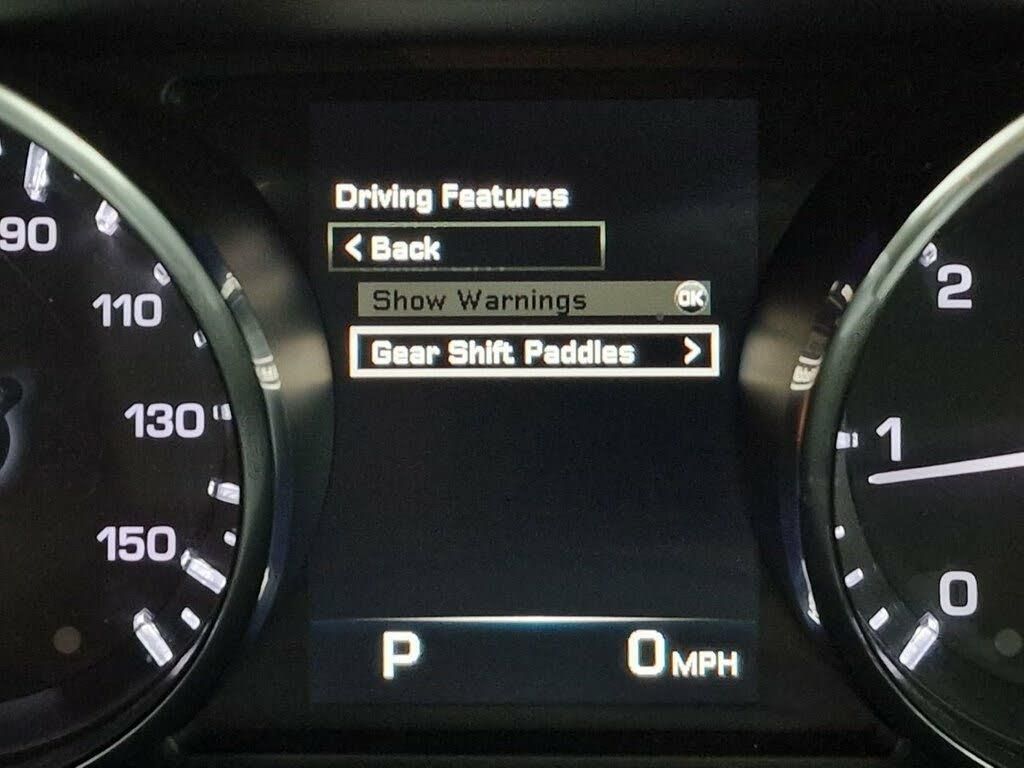 Driving Features
< Back
Show Warnings OK
Gear Shift Paddles >
90
110
130
150
2
1
0
P 0 MPH